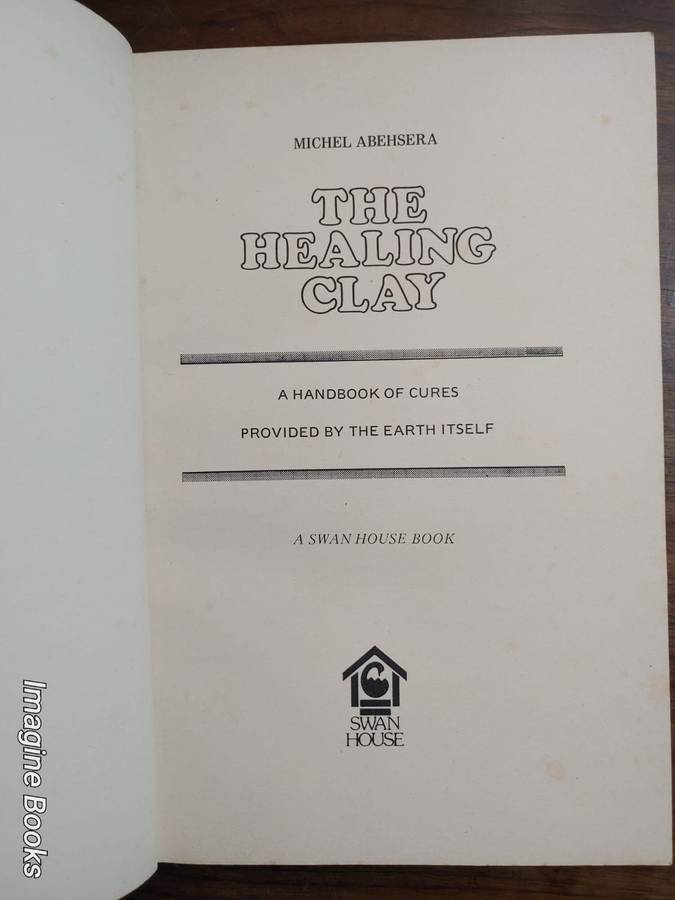 MICHEL ABEHSERA
THE
HEALING
CLAY
A HANDBOOK OF CURES
PROVIDED BY THE EARTH ITSELF
A SWAN HOUSE BOOK
SWAN
HOUSE
Imagine Books